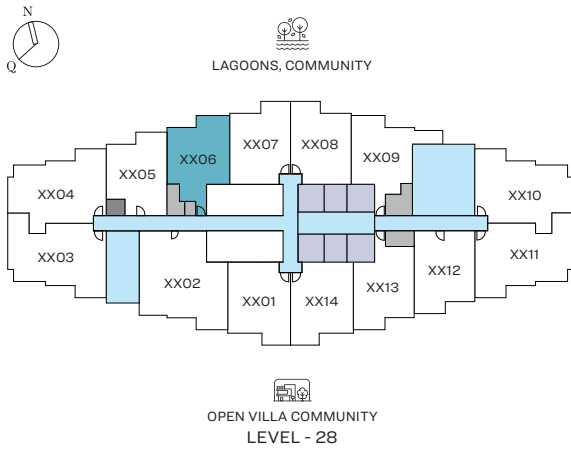 N
Q
LAGOONS, COMMUNITY
XX07 XX08
XX06 XX09
XX05
XX04 XX10
XX03 XX11
XX02 XX13 XX12
XX01 XX14
OPEN VILLA COMMUNITY
LEVEL - 28